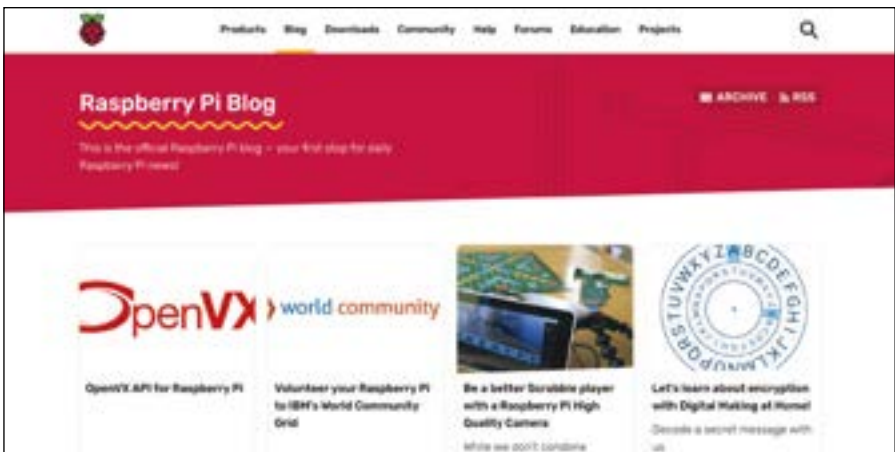 Products Blog Downloads Community Help Forums Education Projects
Raspberry Pi Blog
ARCHIVE RSS
This is the official Raspberry Pi blog – your first stop for daily
Raspberry Pi news!
OpenVX
world community
OpenVX API for Raspberry Pi
Volunteer your Raspberry Pi
to IBM's World Community
Grid
Be a better Scrabble player
with a Raspberry Pi High
Quality Camera
While we don't condone
Let's learn about encryption
with Digital Making at Home!
Decode a secret message with
us